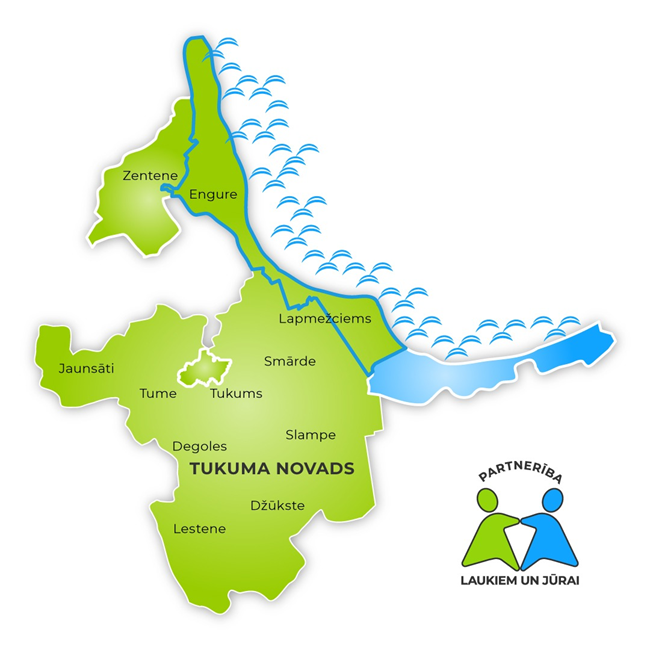 Zentene
Engure
Lapmežciems
Smārde
Jaunsāti
Tume
Tukums
Slampe
Degoles
TUKUMA NOVADS
Džūkste
Lestene
PARTNERĪBA
LAUKIEM UN JŪRAI